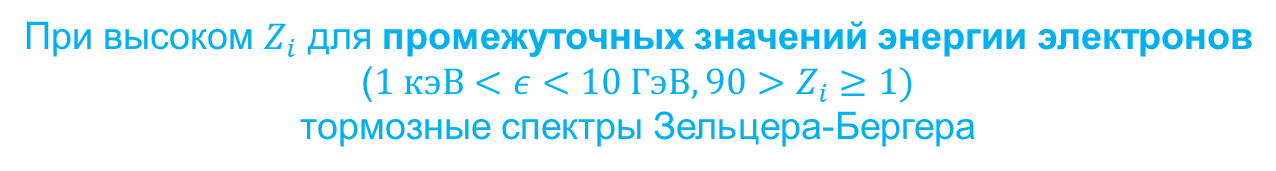 При высоком Z_i для промежуточных значений энергии электронов
(1 кэВ < ϵ < 10 ГэВ, 90 > Z_i ≥ 1)
тормозные спектры Зельцера-Бергера